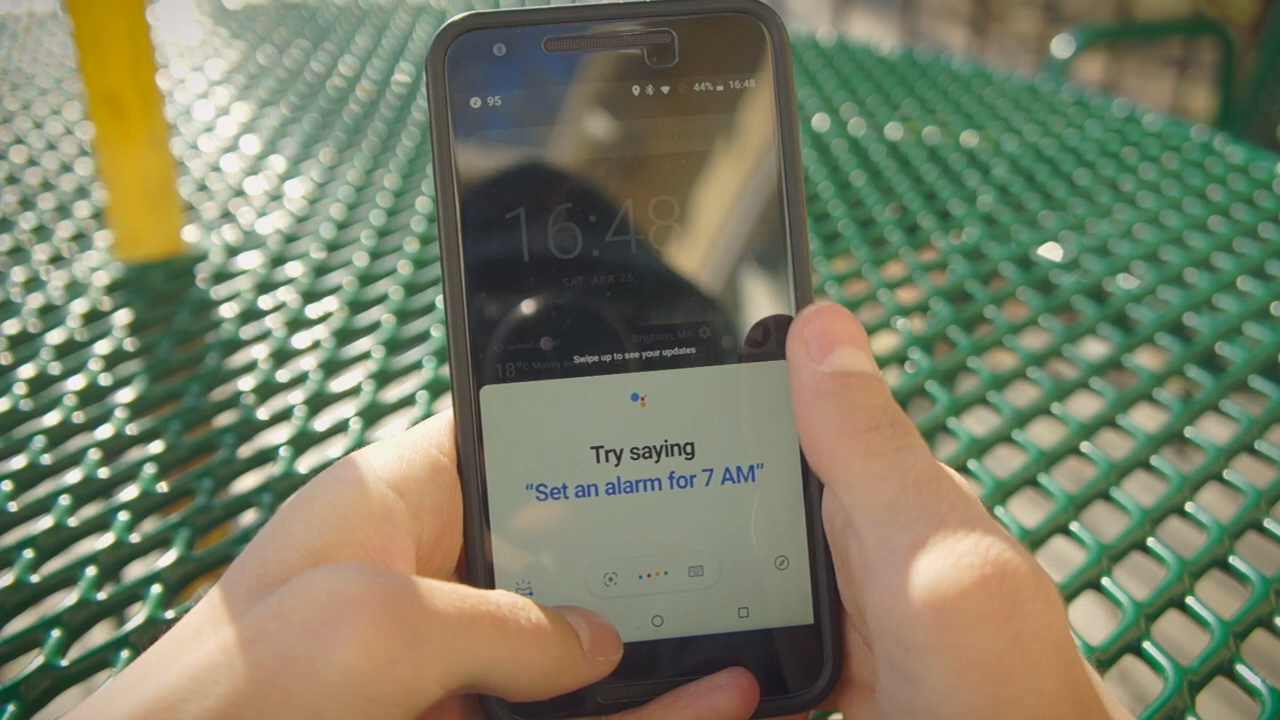 95
44% 16:48
16:48
SAT, APR 25,
Brighton, MA
18°C Mostly
Swipe up to see your updates
Try saying
“Set an alarm for 7 AM”